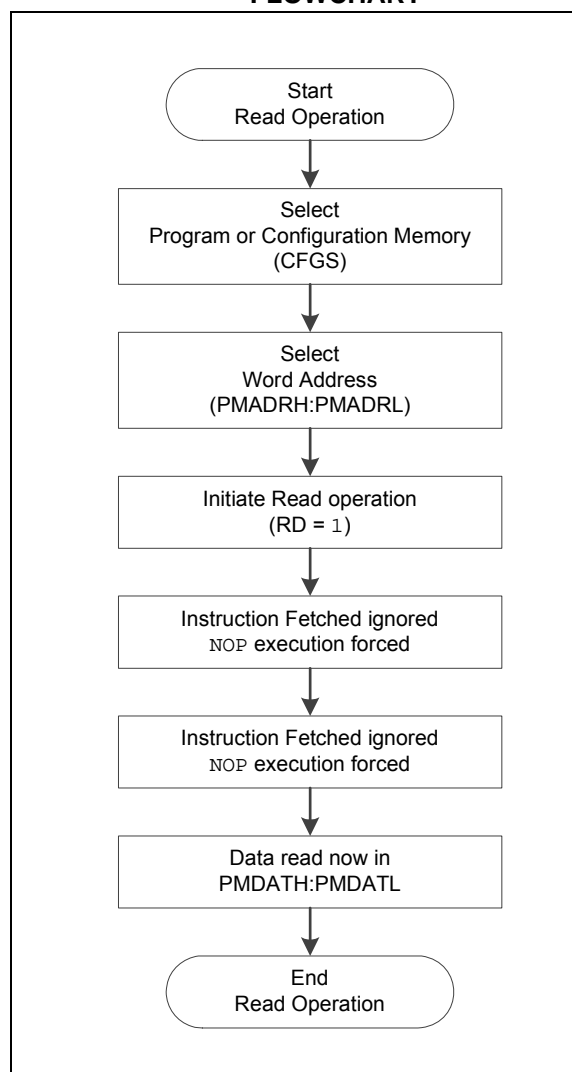 FLOWCHART
Start
Read Operation
Select
Program or Configuration Memory
(CFGS)
Select
Word Address
(PMADRH:PMADRL)
Initiate Read operation
(RD = 1)
Instruction Fetched ignored
NOP execution forced
Instruction Fetched ignored
NOP execution forced
Data read now in
PMDATH:PMDATL
End
Read Operation